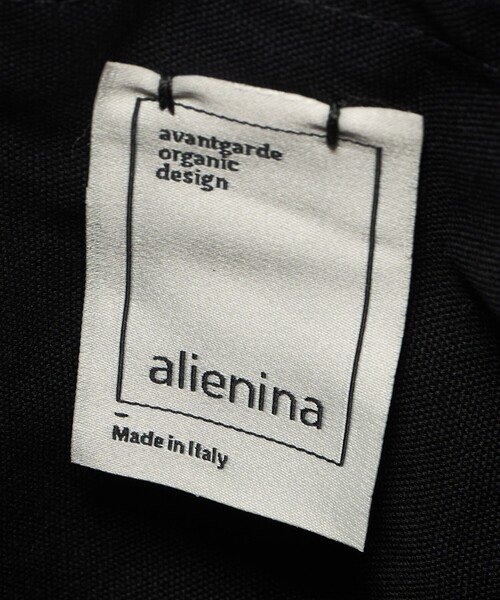 avantgarde
organic
design
alienina
Made in Italy